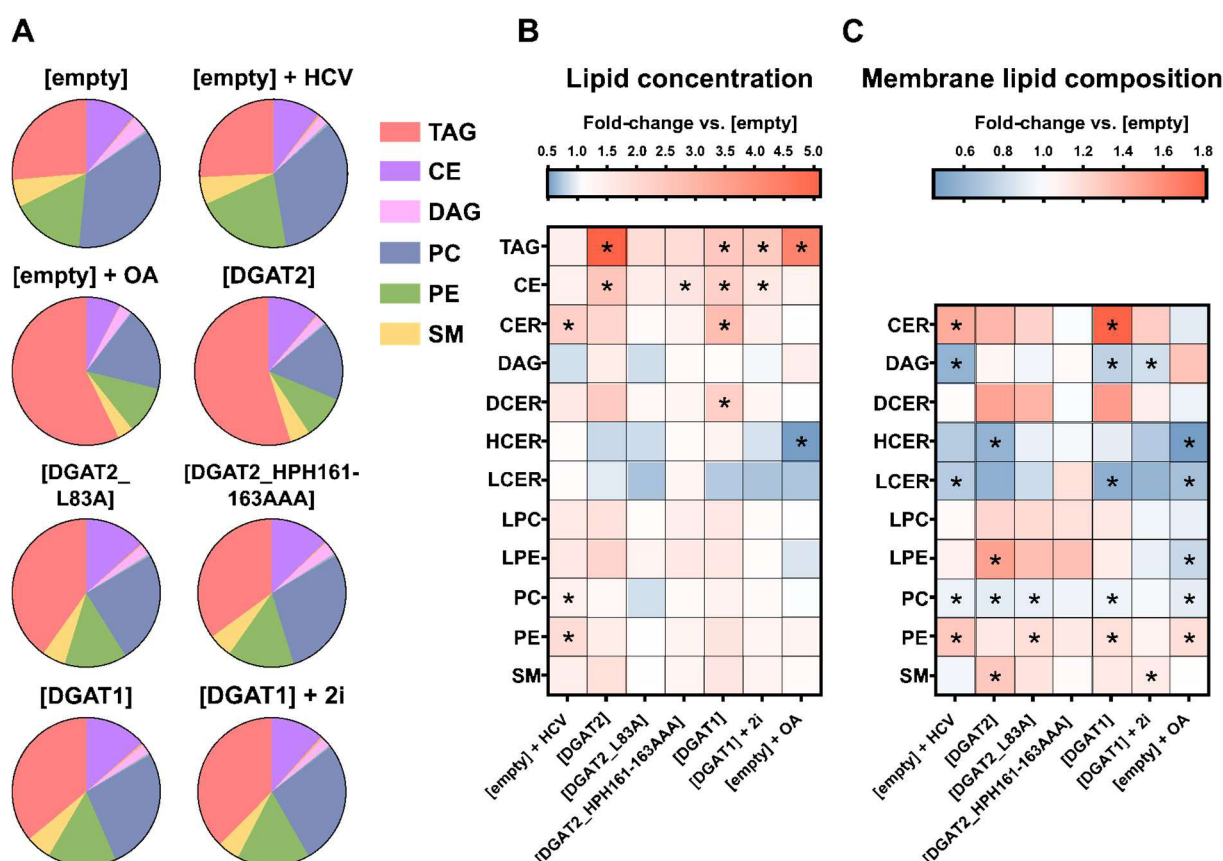 A
[empty]
[empty] + HCV
[empty] + OA
[DGAT2]
[DGAT2_
L83A]
[DGAT2_HPH161-
163AAA]
[DGAT1]
[DGAT1] + 2i
TAG
CE
DAG
PC
PE
SM
B
Lipid concentration
Fold-change vs. [empty]
0.5 1.0 1.5 2.0 2.5 3.0 3.5 4.0 4.5 5.0
TAG * * * *
CE * * * *
CER * *
DAG
DCER *
HCER *
LCER
LPC
LPE
PC *
PE *
SM
[empty] + HCV
[DGAT2]
[DGAT2_L83A]
[DGAT2_HPH161-163AAA]
[DGAT1]
[DGAT1] + 2i
[empty] + OA
C
Membrane lipid composition
Fold-change vs. [empty]
0.6 0.8 1.0 1.2 1.4 1.6 1.8
CER * *
DAG * * *
DCER
HCER * *
LCER * * *
LPC
LPE * *
PC * * * * *
PE * * * *
SM * *
[empty] + HCV
[DGAT2]
[DGAT2_L83A]
[DGAT2_HPH161-163AAA]
[DGAT1]
[DGAT1] + 2i
[empty] + OA